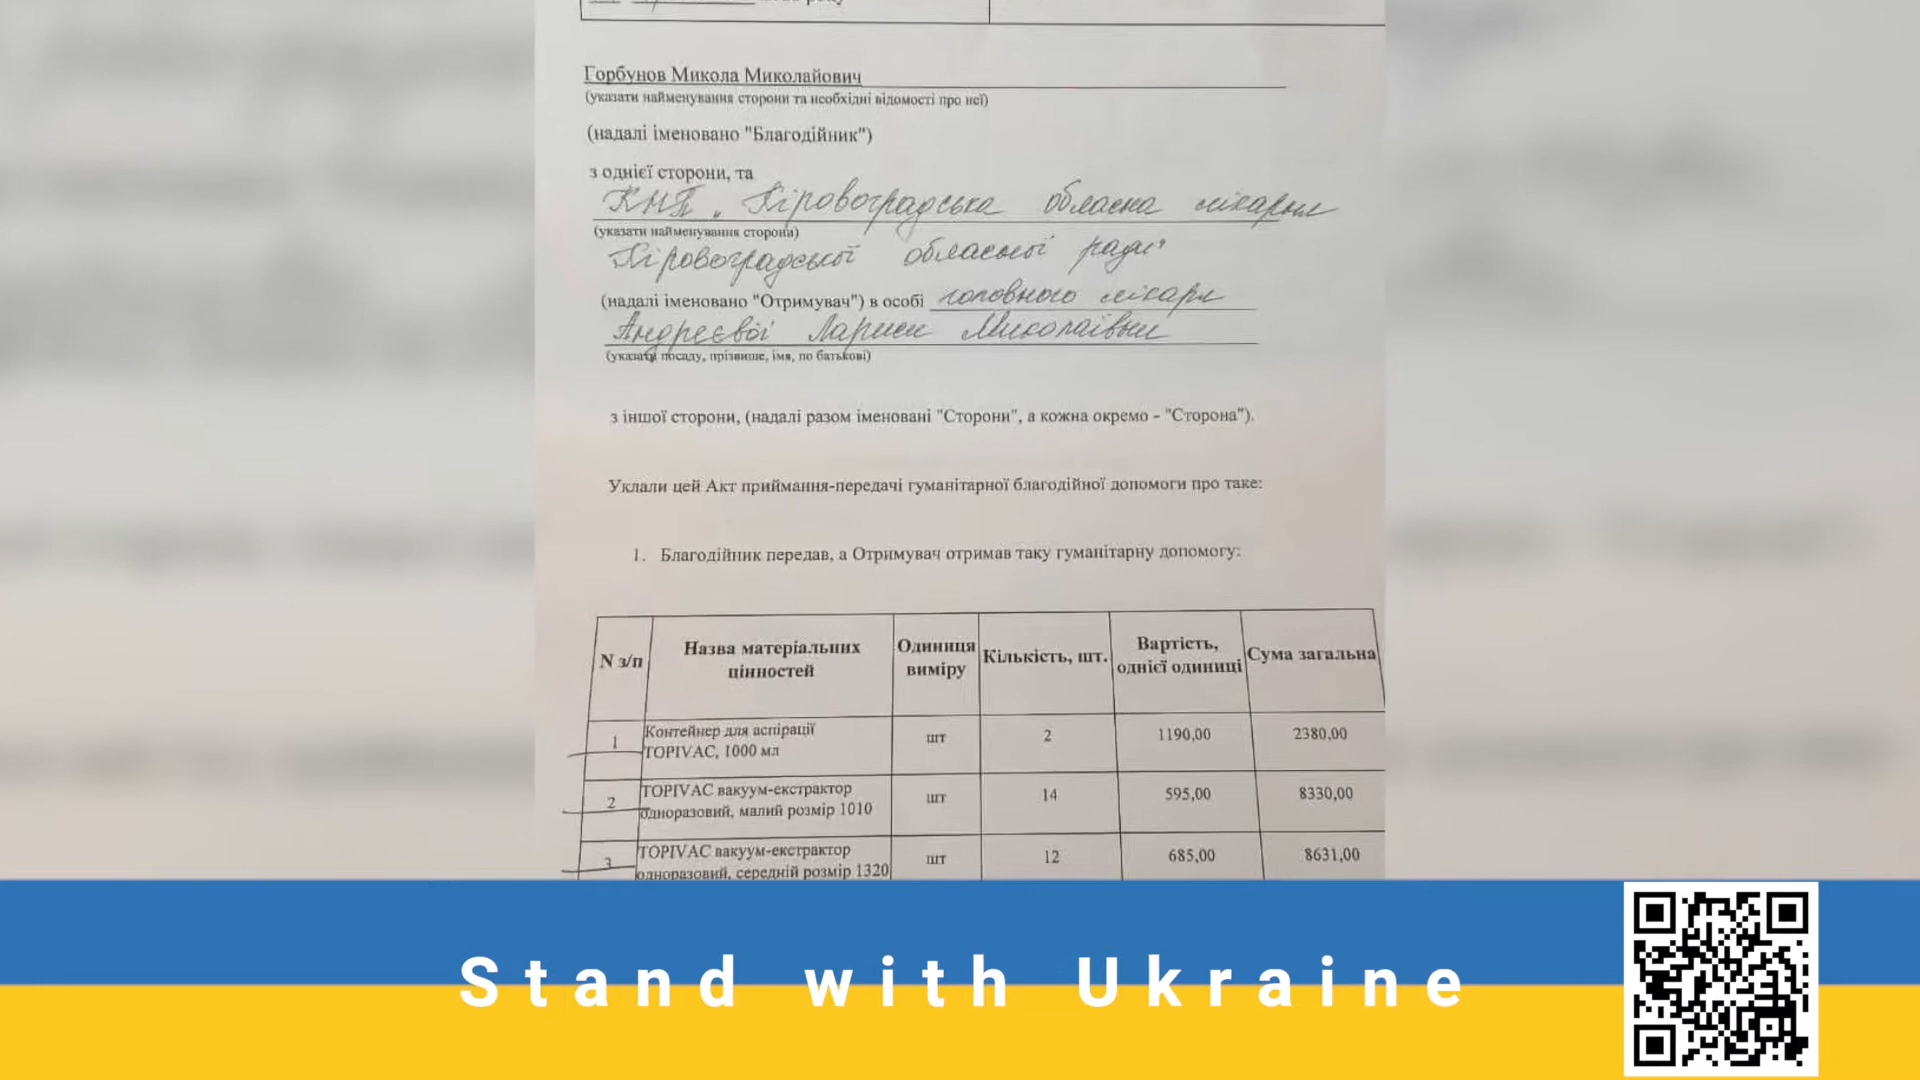 Горбунов Микола Миколайович
(указати найменування сторони та необхідні відомості про неї)
(надалі іменовано "Благодійник")
з однієї сторони, та
КНП „Кіровоградська обласна лікарня
(указати найменування сторони)
Кіровоградської обласної ради"
(надалі іменовано "Отримувач") в особі головного лікаря
Андреєвої Лариси Миколаївни
(указати посаду, прізвище, імя, по батькові)
з іншої сторони, (надалі разом іменовані "Сторони", а кожна окремо - "Сторона").
Уклали цей Акт приймання-передачі гуманітарної благодійної допомоги про таке:
1. Благодійник передав, а Отримувач отримав таку гуманітарну допомогу:
N з/п
Назва матеріальних
цінностей
Одиниця
виміру
Кількість, шт.
Вартість,
однієї одиниці
Сума загальна
1
Контейнер для аспірації
TOPIVAC, 1000 мл
шт
2
1190,00
2380,00
2
TOPIVAC вакуум-екстрактор
одноразовий, малий розмір 1010
шт
14
595,00
8330,00
3
TOPIVAC вакуум-екстрактор
одноразовий, середній розмір 1320
шт
12
685,00
8631,00
Stand with Ukraine